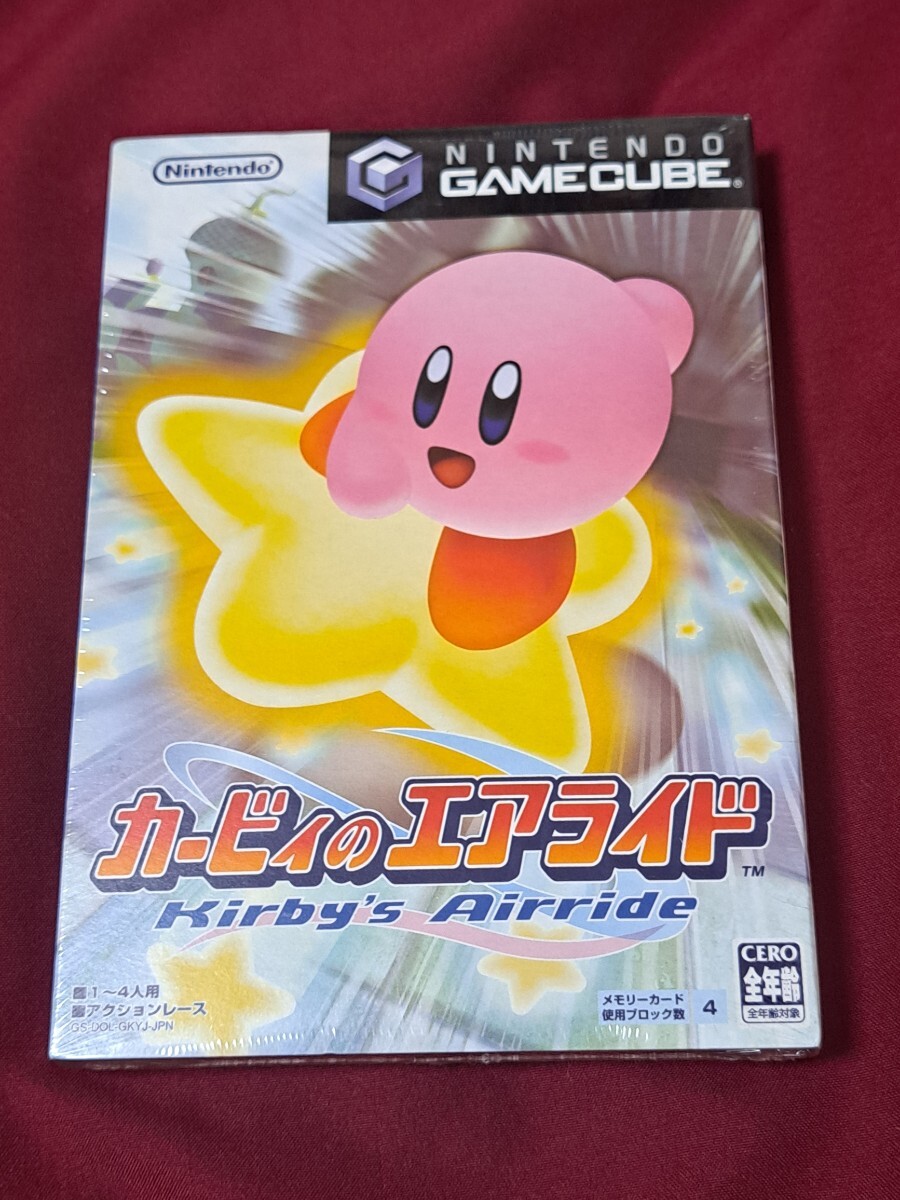 Nintendo
NINTENDO
GAMECUBE®
カービィのエアライド™
Kirby's Airride
1〜4人用
アクションレース
GS-DOL-GKYJ-JPN
メモリーカード
使用ブロック数 4
CERO
全年齢
全年齢対象